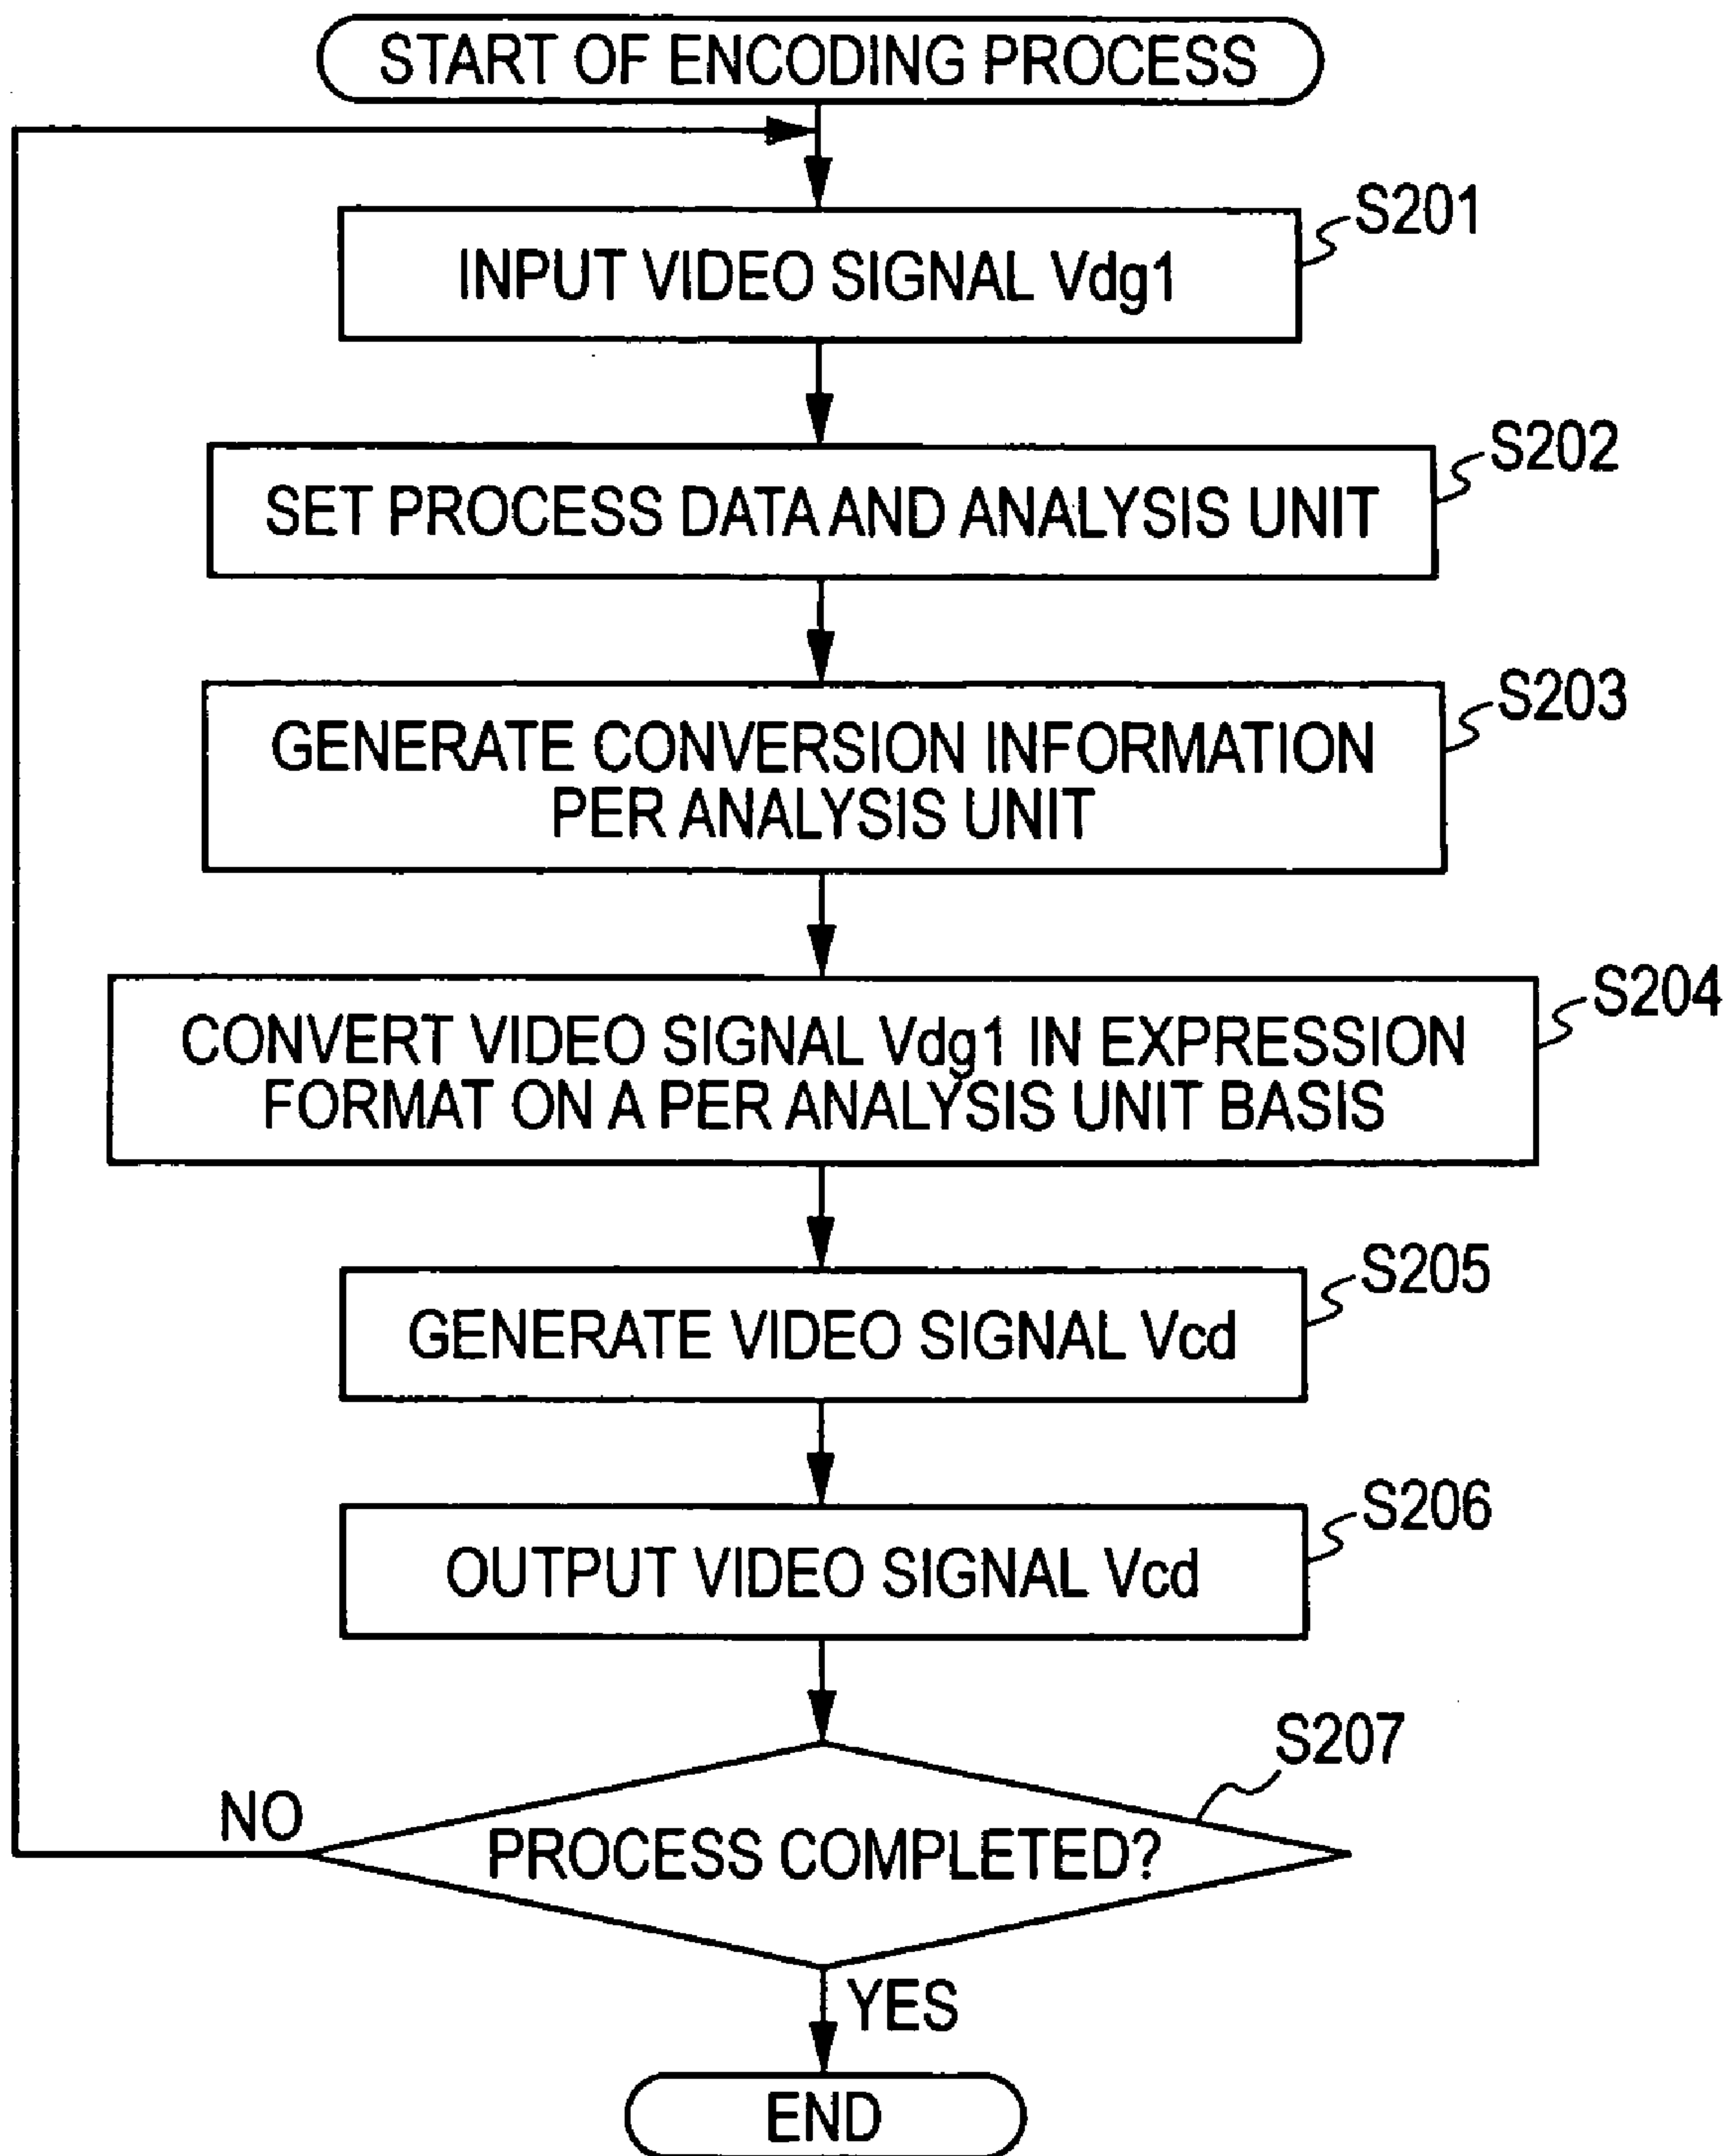 START OF ENCODING PROCESS
S201
INPUT VIDEO SIGNAL Vdg1
S202
SET PROCESS DATA AND ANALYSIS UNIT
S203
GENERATE CONVERSION INFORMATION
PER ANALYSIS UNIT
S204
CONVERT VIDEO SIGNAL Vdg1 IN EXPRESSION
FORMAT ON A PER ANALYSIS UNIT BASIS
S205
GENERATE VIDEO SIGNAL Vcd
S206
OUTPUT VIDEO SIGNAL Vcd
S207
NO
PROCESS COMPLETED?
YES
END